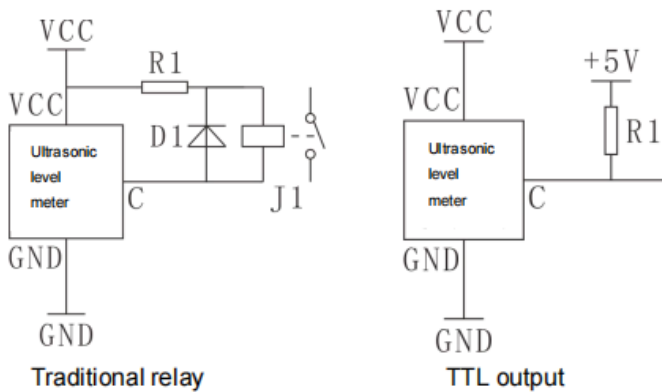 VCC
R1
VCC
Ultrasonic
level
meter
D1
C
J1
GND
GND
Traditional relay
VCC
+5V
VCC
R1
Ultrasonic
level
meter
C
GND
GND
TTL output